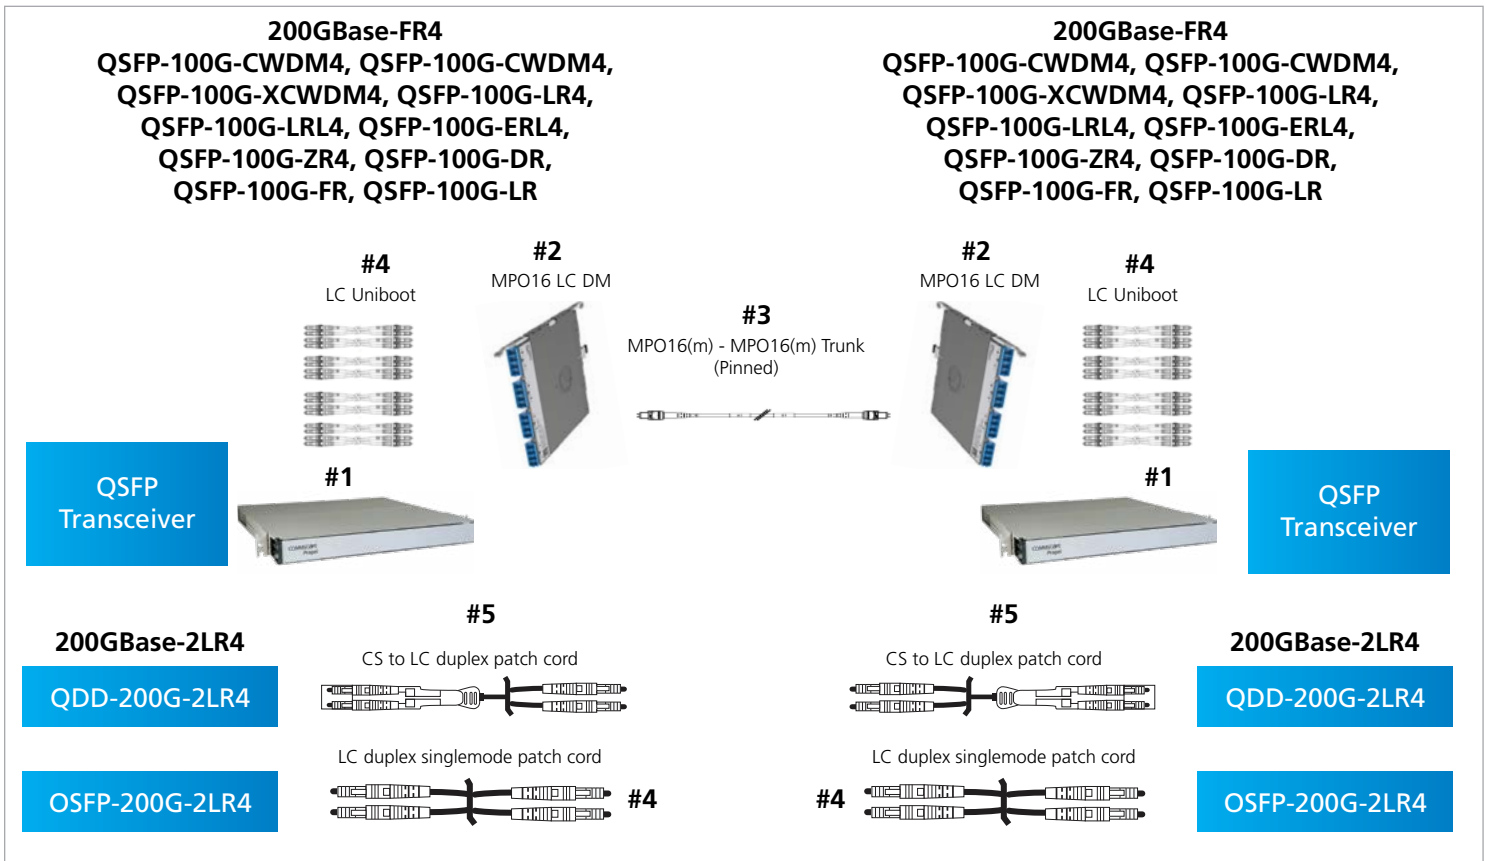 200GBase-FR4
QSFP-100G-CWDM4, QSFP-100G-CWDM4,
QSFP-100G-XCWDM4, QSFP-100G-LR4,
QSFP-100G-LRL4, QSFP-100G-ERL4,
QSFP-100G-ZR4, QSFP-100G-DR,
QSFP-100G-FR, QSFP-100G-LR
200GBase-FR4
QSFP-100G-CWDM4, QSFP-100G-CWDM4,
QSFP-100G-XCWDM4, QSFP-100G-LR4,
QSFP-100G-LRL4, QSFP-100G-ERL4,
QSFP-100G-ZR4, QSFP-100G-DR,
QSFP-100G-FR, QSFP-100G-LR
#4
LC Uniboot
#2
MPO16 LC DM
#3
MPO16(m) - MPO16(m) Trunk
(Pinned)
#2
MPO16 LC DM
#4
LC Uniboot
QSFP
Transceiver
#1
COMMSCOPE
Propel
#1
COMMSCOPE
Propel
QSFP
Transceiver
200GBase-2LR4
#5
CS to LC duplex patch cord
QDD-200G-2LR4
LC duplex singlemode patch cord
OSFP-200G-2LR4
#4
#5
CS to LC duplex patch cord
200GBase-2LR4
QDD-200G-2LR4
LC duplex singlemode patch cord
#4
OSFP-200G-2LR4